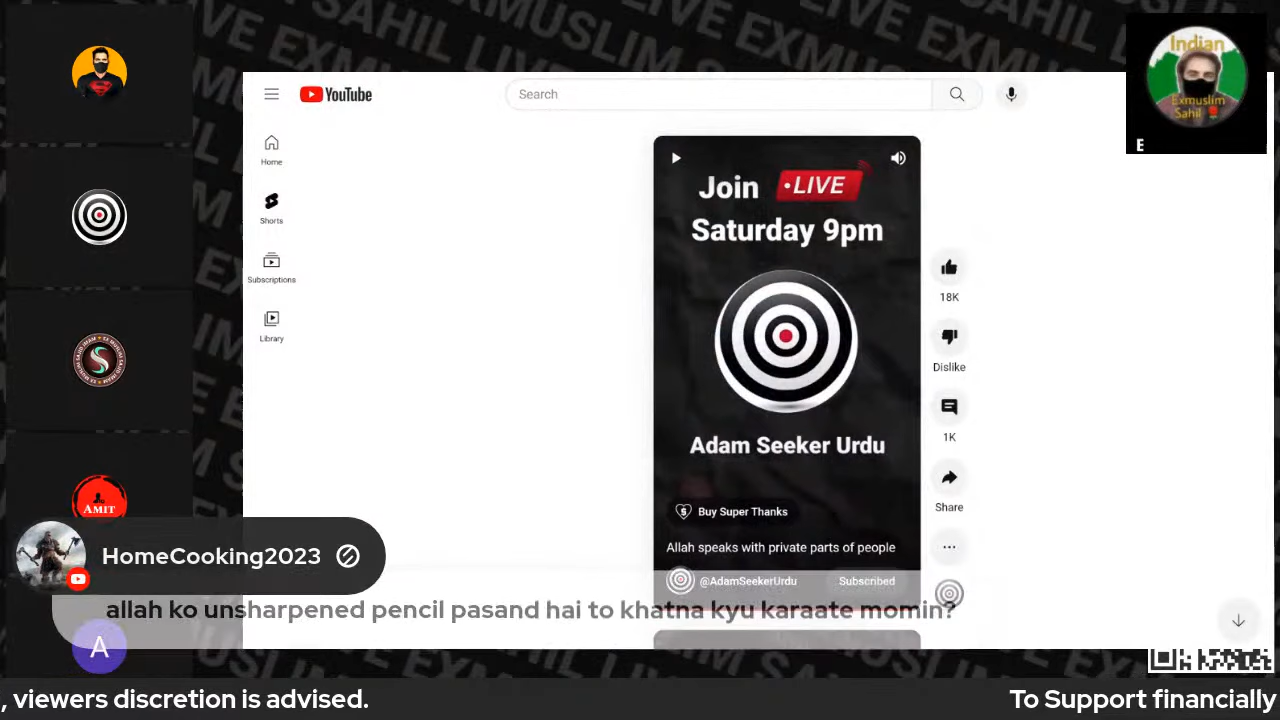 YouTube
Search
Home
Shorts
Subscriptions
Library
Join
LIVE
Saturday 9pm
Adam Seeker Urdu
Buy Super Thanks
Allah speaks with private parts of people
@AdamSeekerUrdu
Subscribed
18K
Dislike
1K
Share
Indian
Exmuslim
Sahil
E
AMIT
HomeCooking2023
allah ko unsharpened pencil pasand hai to khatna kyu karaate momin?
A
, viewers discretion is advised.
To Support financially